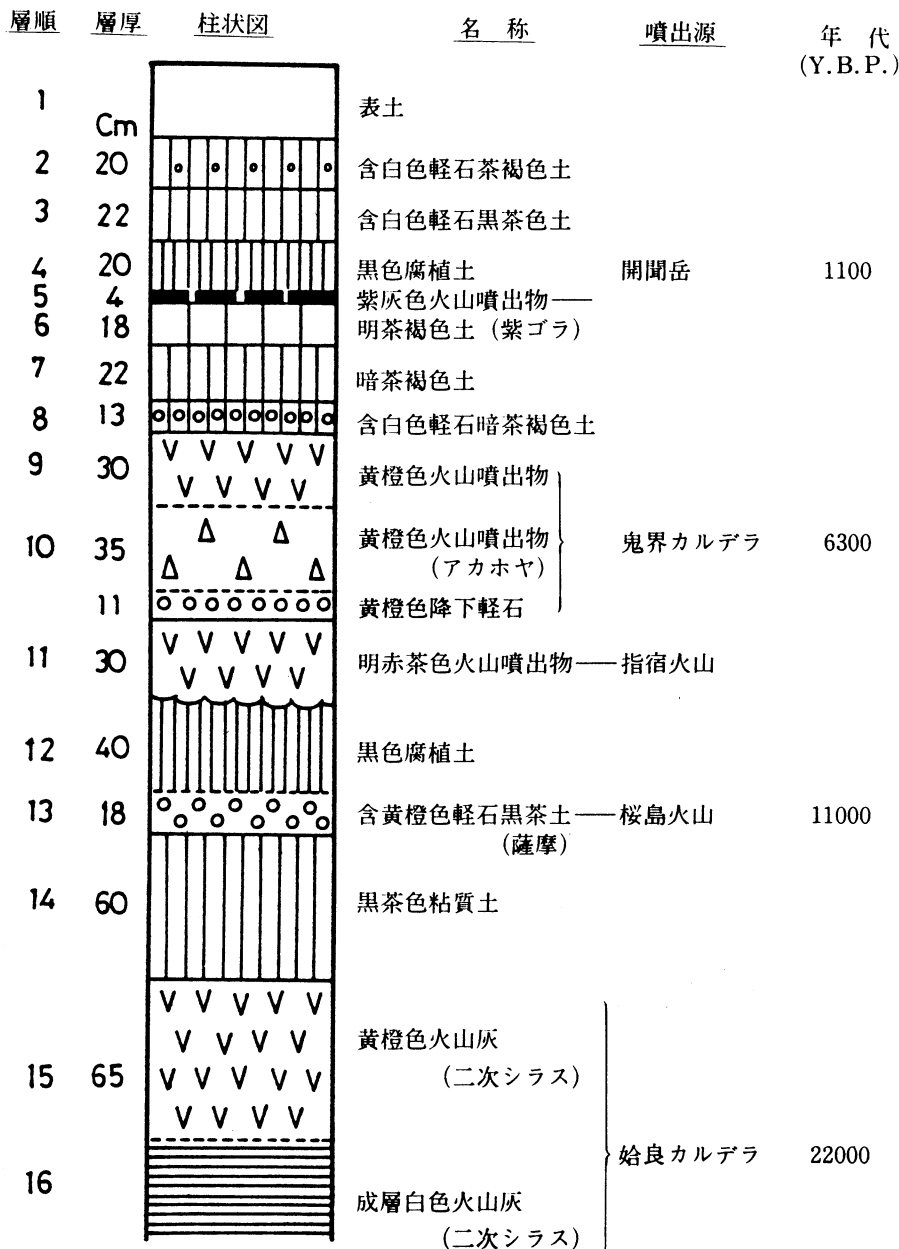 層順 層厚 柱状図 名 称 噴出源 年 代
(Y.B.P.)
1 表土
Cm
2 20 含白色軽石茶褐色土
3 22 含白色軽石黒茶色土
4 20 黒色腐植土 開聞岳 1100
5 4 紫灰色火山噴出物
6 18 明茶褐色土 (紫ゴラ)
7 22 暗茶褐色土
8 13 含白色軽石暗茶褐色土
9 30 黄橙色火山噴出物
10 35 黄橙色火山噴出物 鬼界カルデラ 6300
(アカホヤ)
11 黄橙色降下軽石
11 30 明赤茶色火山噴出物 指宿火山
12 40 黒色腐植土
13 18 含黄橙色軽石黒茶土 桜島火山 11000
(薩摩)
14 60 黒茶色粘質土
黄橙色火山灰
15 65 (二次シラス)
姶良カルデラ 22000
16 成層白色火山灰
(二次シラス)